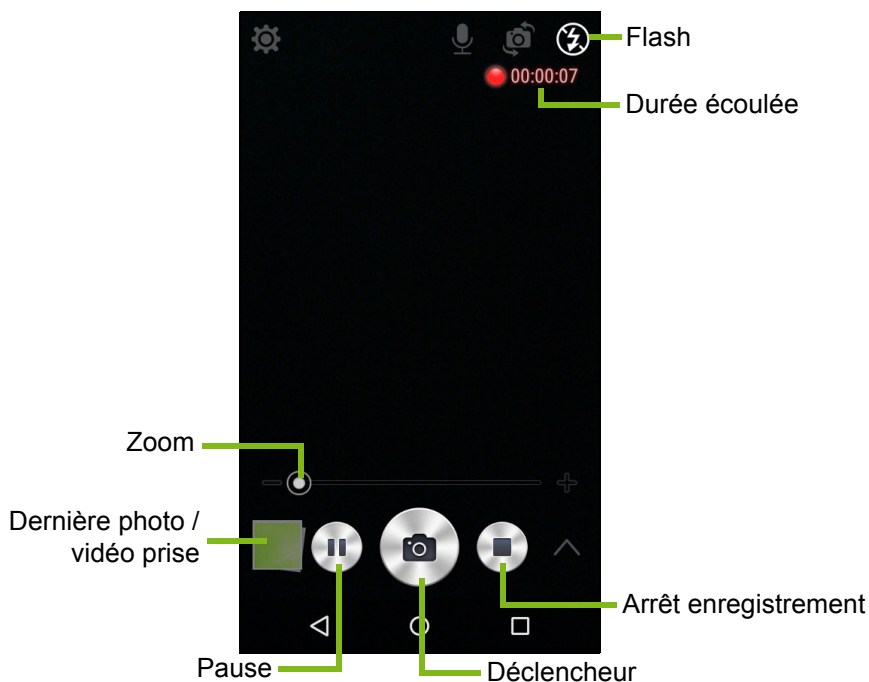 Flash
00:00:07
Durée écoulée
Zoom
Dernière photo /
vidéo prise
Arrêt enregistrement
Pause
Déclencheur